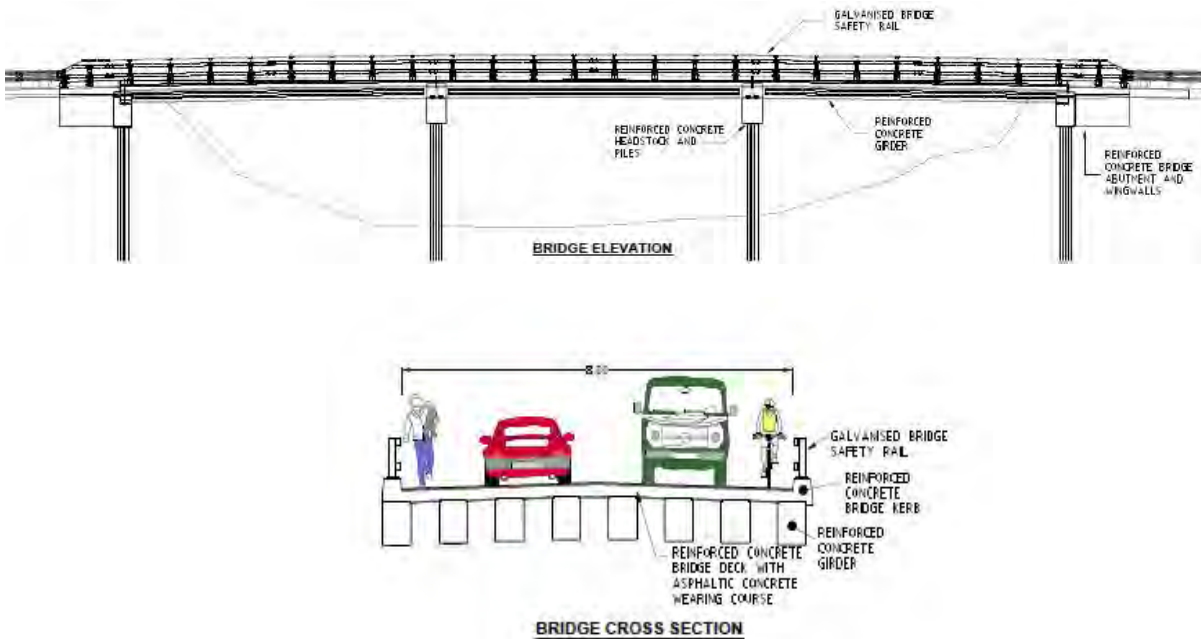 GALVANISED BRIDGE
SAFETY RAIL
REINFORCED CONCRETE
HEADSTOCK AND
PILES
REINFORCED
CONCRETE
GIRDER
REINFORCED
CONCRETE BRIDGE
ABUTMENT AND
WINGWALLS
BRIDGE ELEVATION
GALVANISED BRIDGE
SAFETY RAIL
REINFORCED
CONCRETE
BRIDGE KERB
REINFORCED
CONCRETE
GIRDER
REINFORCED CONCRETE
BRIDGE DECK WITH
ASPHALTIC CONCRETE
WEARING COURSE
BRIDGE CROSS SECTION